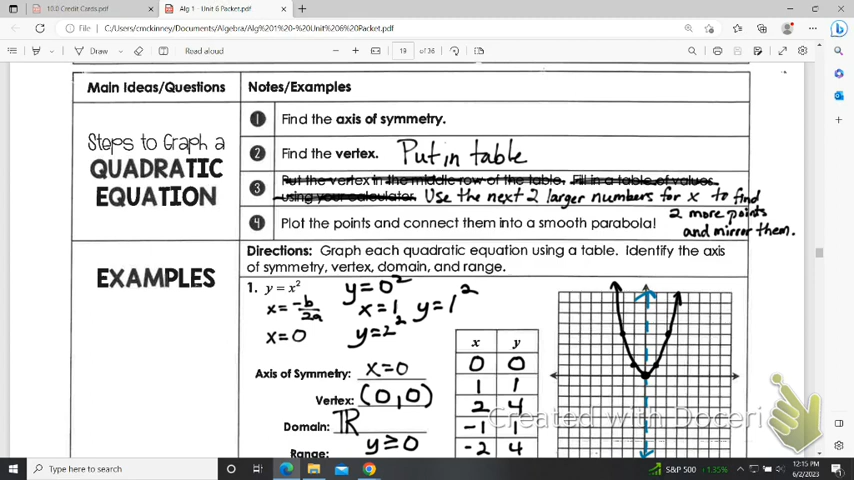 10.0 Credit Cards.pdf
Alg 1 - Unit 6 Packet.pdf
C:/Users/cmckinney/Documents/Algebra/Alg%201%20-%20Unit%206%20Packet.pdf
Draw
Read aloud
19 of 36
Main Ideas/Questions
Notes/Examples
Steps to Graph a
QUADRATIC
EQUATION
1 Find the axis of symmetry.
2 Find the vertex. Put in table
3 Put the vertex in the middle row of the table. Fill in a table of values
using your calculator. Use the next 2 larger numbers for x to find
2 more points
and mirror them.
4 Plot the points and connect them into a smooth parabola!
EXAMPLES
Directions: Graph each quadratic equation using a table. Identify the axis
of symmetry, vertex, domain, and range.
1. y = x²
y=0²
x=-b/2a
x=1 y=1²
x=0
y=2²
Axis of Symmetry: x=0
Vertex: (0,0)
Domain: ℝ
Range: y≥0
x y
0 0
1 1
2 4
-1 1
-2 4
Created with Doceri
Type here to search
S&P 500 +1.35%
12:15 PM
6/2/2023